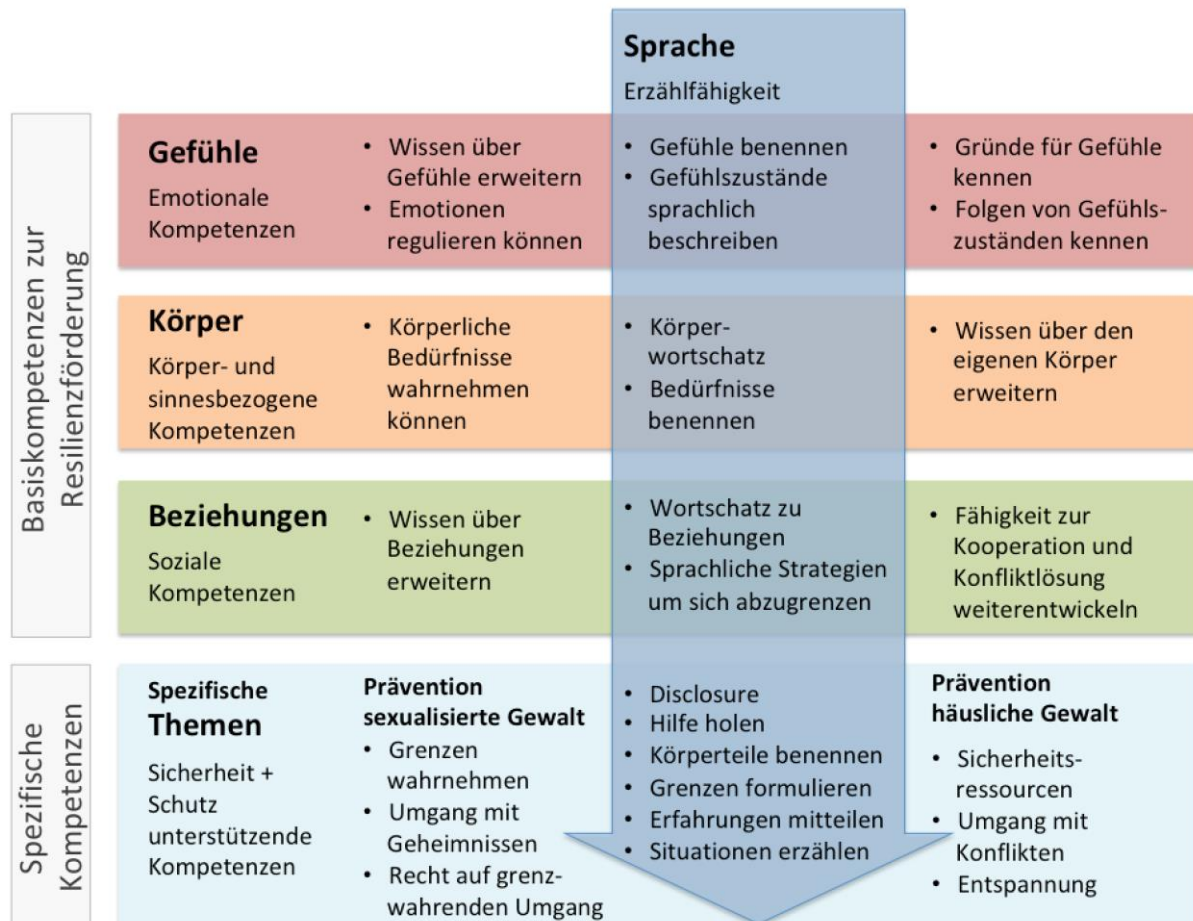 Sprache
Erzählfähigkeit
Basiskompetenzen zur
Resilienzförderung
Gefühle
Emotionale
Kompetenzen
• Wissen über
Gefühle erweitern
• Emotionen
regulieren können
• Gefühle benennen
• Gefühlszustände
sprachlich
beschreiben
• Gründe für Gefühle
kennen
• Folgen von Gefühls-
zuständen kennen
Körper
Körper- und
sinnesbezogene
Kompetenzen
• Körperliche
Bedürfnisse
wahrnehmen
können
• Körper-
wortschatz
• Bedürfnisse
benennen
• Wissen über den
eigenen Körper
erweitern
Beziehungen
Soziale
Kompetenzen
• Wissen über
Beziehungen
erweitern
• Wortschatz zu
Beziehungen
• Sprachliche Strategien
um sich abzugrenzen
• Fähigkeit zur
Kooperation und
Konfliktlösung
weiterentwickeln
Spezifische
Kompetenzen
Spezifische
Themen
Sicherheit +
Schutz
unterstützende
Kompetenzen
Prävention
sexualisierte Gewalt
• Grenzen
wahrnehmen
• Umgang mit
Geheimnissen
• Recht auf grenz-
wahrenden Umgang
• Disclosure
• Hilfe holen
• Körperteile benennen
• Grenzen formulieren
• Erfahrungen mitteilen
• Situationen erzählen
Prävention
häusliche Gewalt
• Sicherheits-
ressourcen
• Umgang mit
Konflikten
• Entspannung